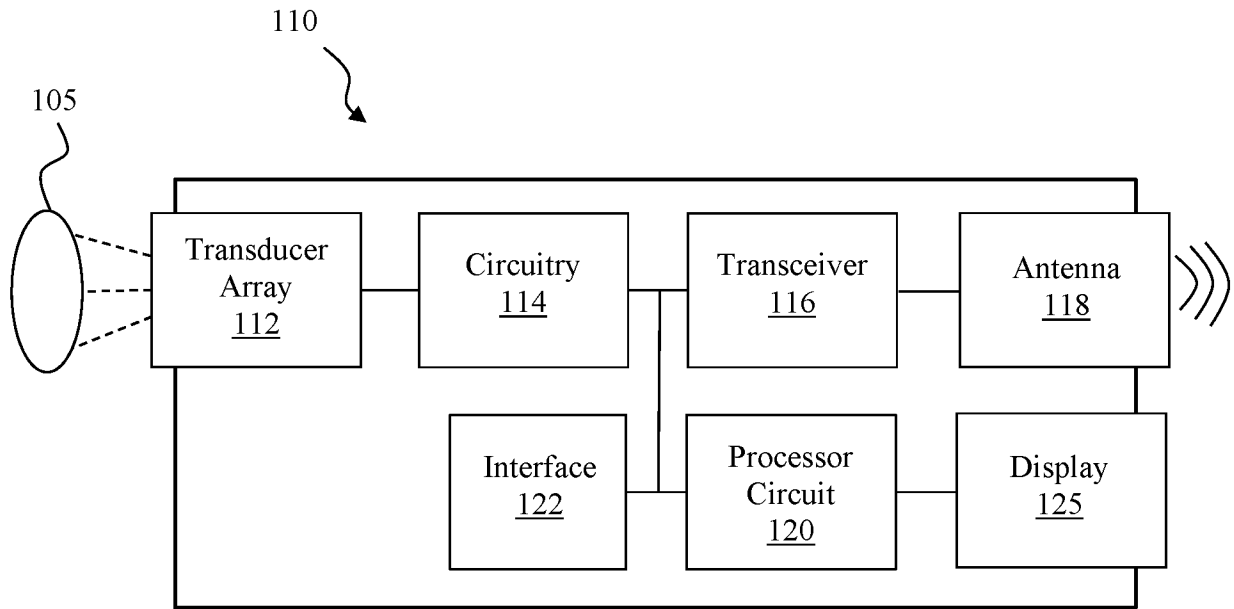 110
105
Transducer
Array
112
Circuitry
114
Transceiver
116
Antenna
118
Interface
122
Processor
Circuit
120
Display
125